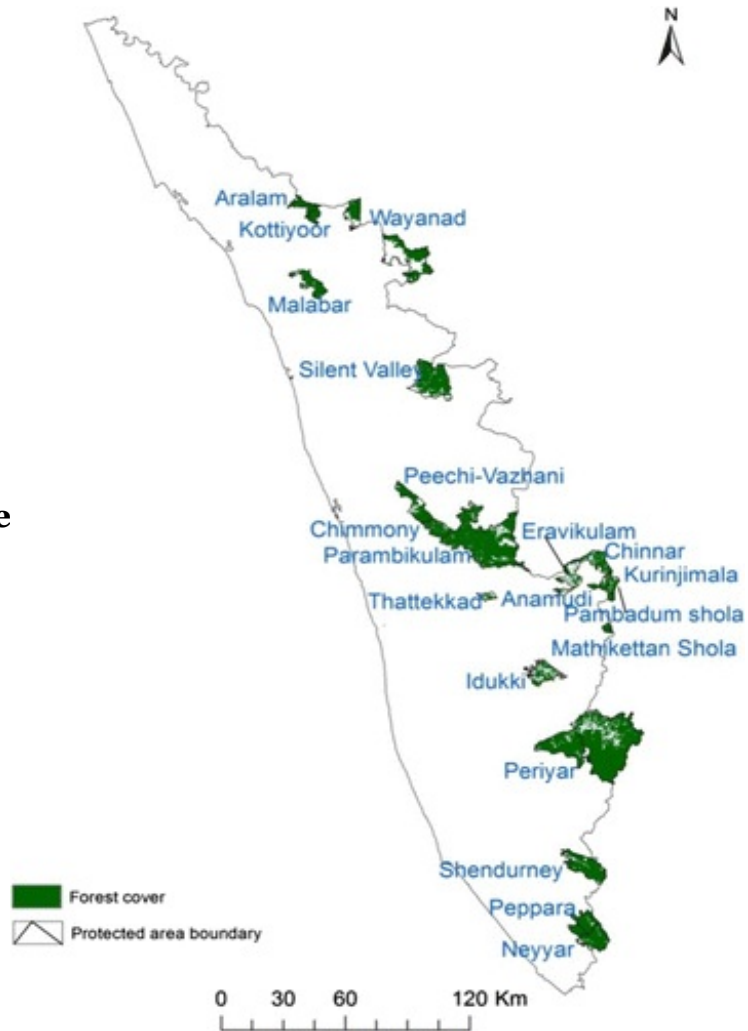 N
Aralam
Kottiyoor
Wayanad
Malabar
Silent Valley
Peechi-Vazhani
e
Chimmony
Eravikulam
Parambikulam
Chinnar
Kurinjimala
Thattekkad
Anamudi
Pambadum shola
Mathikettan Shola
Idukki
Periyar
Shendurney
Peppara
Neyyar
Forest cover
Protected area boundary
0 30 60 120 Km